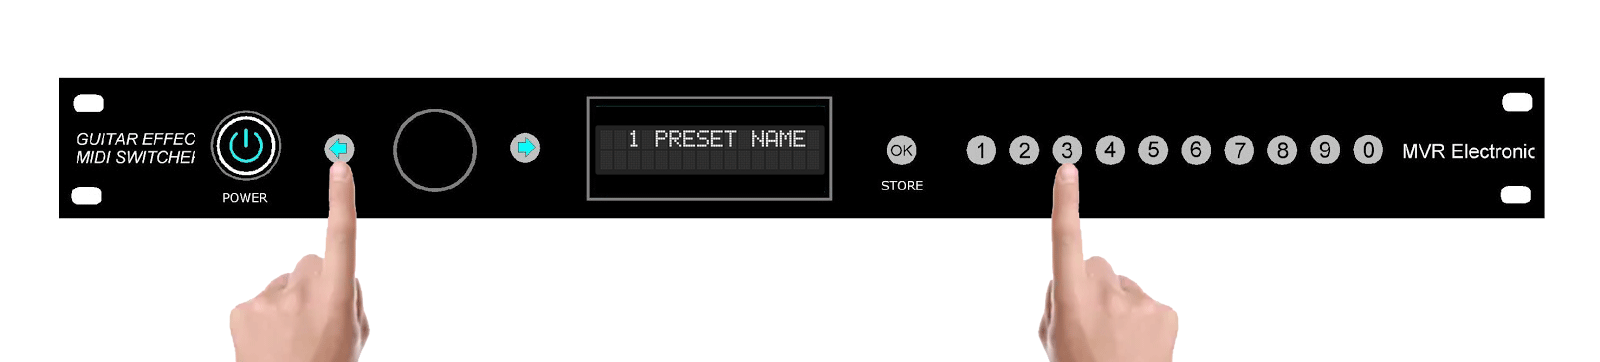 GUITAR EFFEC
MIDI SWITCHE
POWER
1 PRESET NAME
OK
STORE
1 2 3 4 5 6 7 8 9 0
MVR Electronic